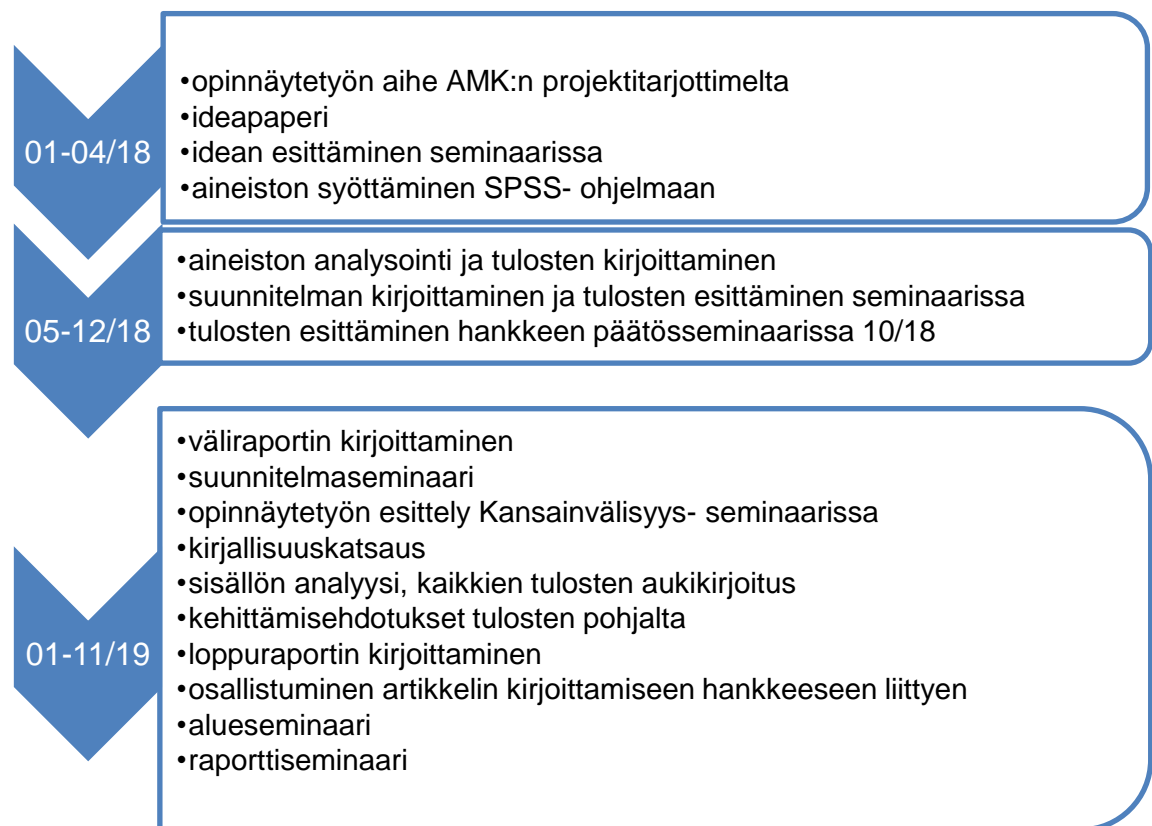 01-04/18
•opinnäytetyön aihe AMK:n projektitarjottimelta
•ideapaperi
•idean esittäminen seminaarissa
•aineiston syöttäminen SPSS- ohjelmaan
05-12/18
•aineiston analysointi ja tulosten kirjoittaminen
•suunnitelman kirjoittaminen ja tulosten esittäminen seminaarissa
•tulosten esittäminen hankkeen päätösseminaarissa 10/18
01-11/19
•väliraportin kirjoittaminen
•suunnitelmaseminaari
•opinnäytetyön esittely Kansainvälisyys- seminaarissa
•kirjallisuuskatsaus
•sisällön analyysi, kaikkien tulosten aukikirjoitus
•kehittämisehdotukset tulosten pohjalta
•loppuraportin kirjoittaminen
•osallistuminen artikkelin kirjoittamiseen hankkeeseen liittyen
•alueseminaari
•raporttiseminaari